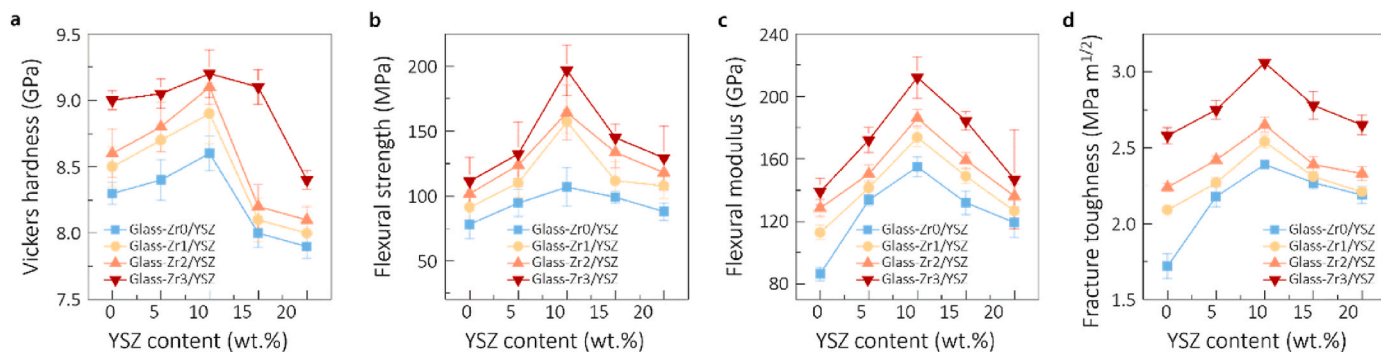 a
Vickers hardness (GPa)
9.5
9.0
8.5
8.0
7.5
Glass-Zr0/YSZ
Glass-Zr1/YSZ
Glass-Zr2/YSZ
Glass-Zr3/YSZ
0 5 10 15 20
YSZ content (wt.%)
b
Flexural strength (MPa)
200
150
100
50
Glass-Zr0/YSZ
Glass-Zr1/YSZ
Glass-Zr2/YSZ
Glass-Zr3/YSZ
0 5 10 15 20
YSZ content (wt.%)
c
Flexural modulus (GPa)
240
200
160
120
80
Glass-Zr0/YSZ
Glass-Zr1/YSZ
Glass-Zr2/YSZ
Glass-Zr3/YSZ
0 5 10 15 20
YSZ content (wt.%)
d
Fracture toughness (MPa m^{1/2})
3.0
2.5
2.0
1.5
Glass-Zr0/YSZ
Glass-Zr1/YSZ
Glass-Zr2/YSZ
Glass-Zr3/YSZ
0 5 10 15 20
YSZ content (wt.%)